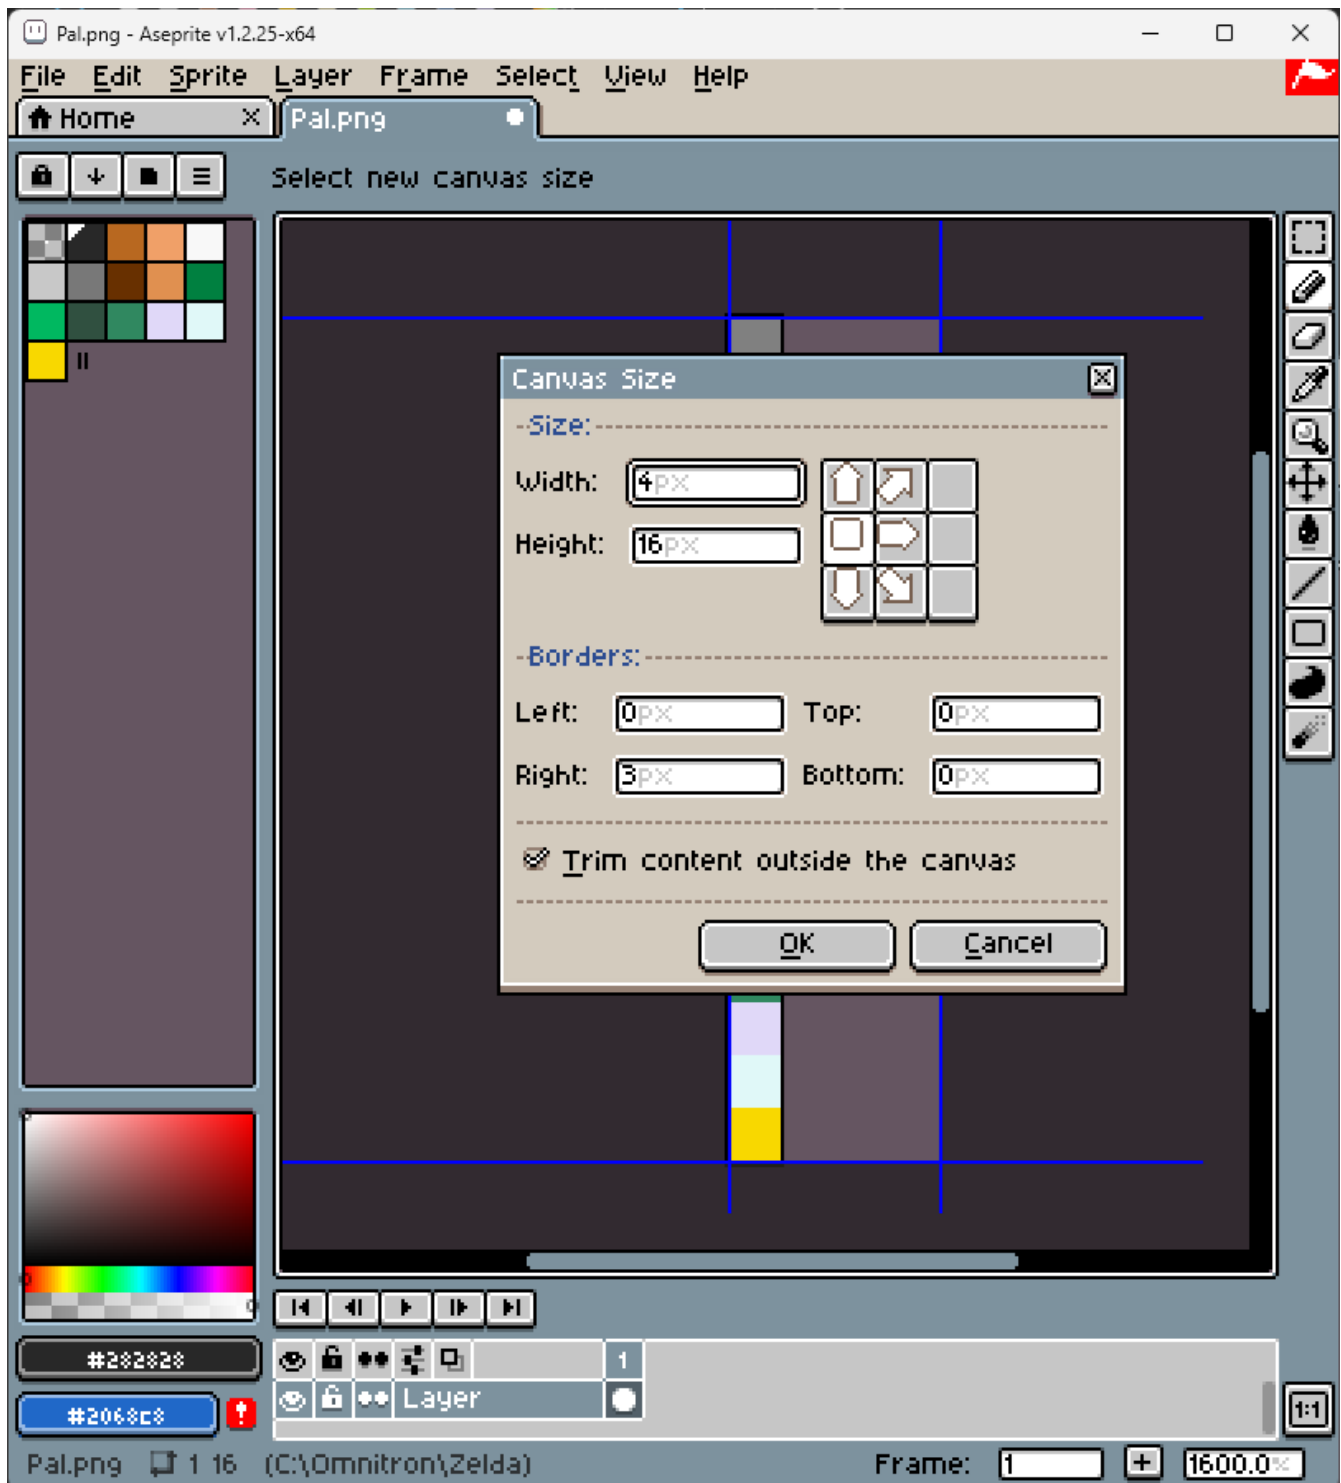 Pal.png - Aseprite v1.2.25-x64
File Edit Sprite Layer Frame Select View Help
Home
Pal.png
Select new canvas size
Canvas Size
Size:
Width: 4px
Height: 16px
Borders:
Left: 0px Top: 0px
Right: 3px Bottom: 0px
Trim content outside the canvas
OK Cancel
#282828
1
#2068c8
Layer
1:1
Pal.png 1 16 (C:\Omnitron\Zelda)
Frame: 1 + 1600.0%